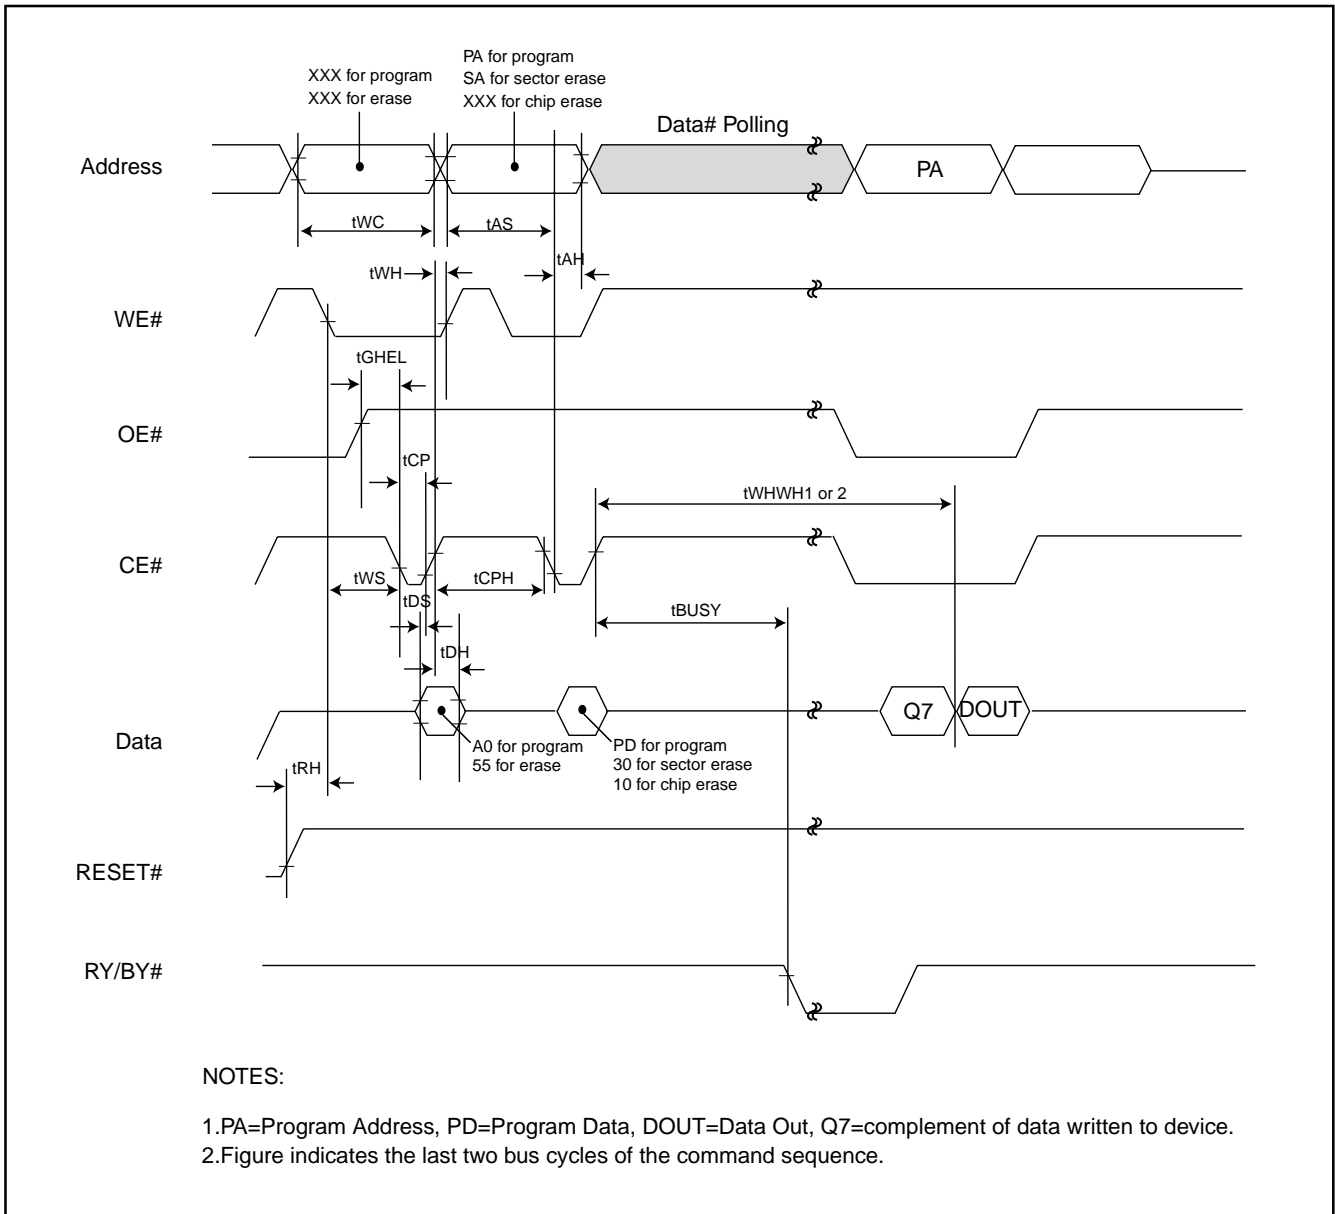 XXX for program
XXX for erase
PA for program
SA for sector erase
XXX for chip erase
Data# Polling
Address
PA
tWC
tAS
tAH
tWH
WE#
tGHEL
OE#
tCP
tWHWH1 or 2
CE#
tWS
tCPH
tDS
tBUSY
tDH
Q7
DOUT
Data
A0 for program
55 for erase
PD for program
30 for sector erase
10 for chip erase
tRH
RESET#
RY/BY#
NOTES:
1.PA=Program Address, PD=Program Data, DOUT=Data Out, Q7=complement of data written to device.
2.Figure indicates the last two bus cycles of the command sequence.